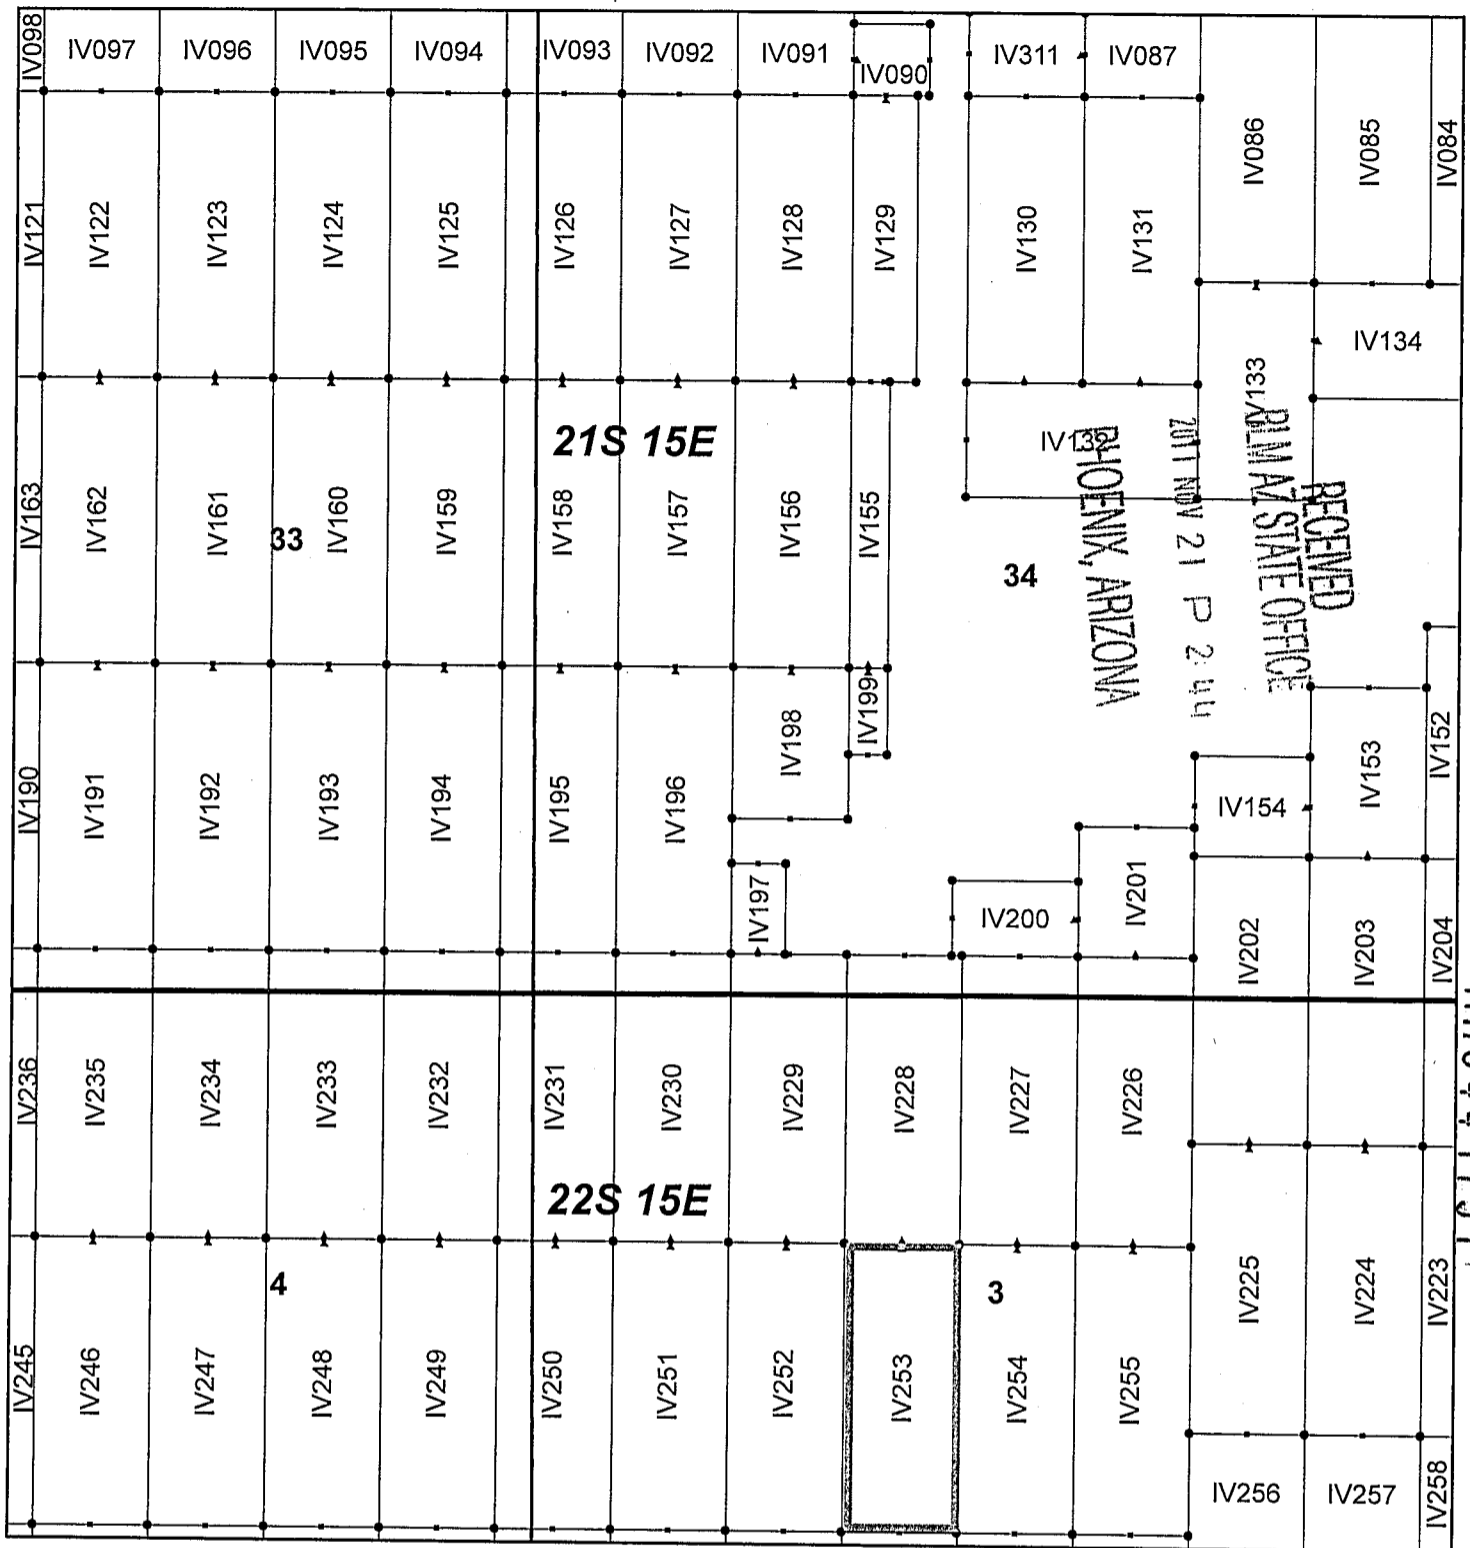 IV098 IV097 IV096 IV095 IV094 IV093 IV092 IV091 IV090 IV311 IV087
IV086 IV085 IV084
IV121 IV122 IV123 IV124 IV125 IV126 IV127 IV128 IV129 IV130 IV131
IV133 IV134
21S 15E
IV132
IV163 IV162 IV161 33 IV160 IV159 IV158 IV157 IV156 IV155
34
RECEIVED
BLM AZ STATE OFFICE
2011 NOV 21 P 2:44
PHOENIX, ARIZONA
IV190 IV191 IV192 IV193 IV194 IV195 IV196 IV198 IV199 IV154 IV153 IV152
IV197 IV200 IV201 IV202 IV203 IV204
IV236 IV235 IV234 IV233 IV232 IV231 IV230 IV229 IV228 IV227 IV226
22S 15E
4
3
IV225 IV224 IV223
IV245 IV246 IV247 IV248 IV249 IV250 IV251 IV252 IV253 IV254 IV255
IV256 IV257 IV258